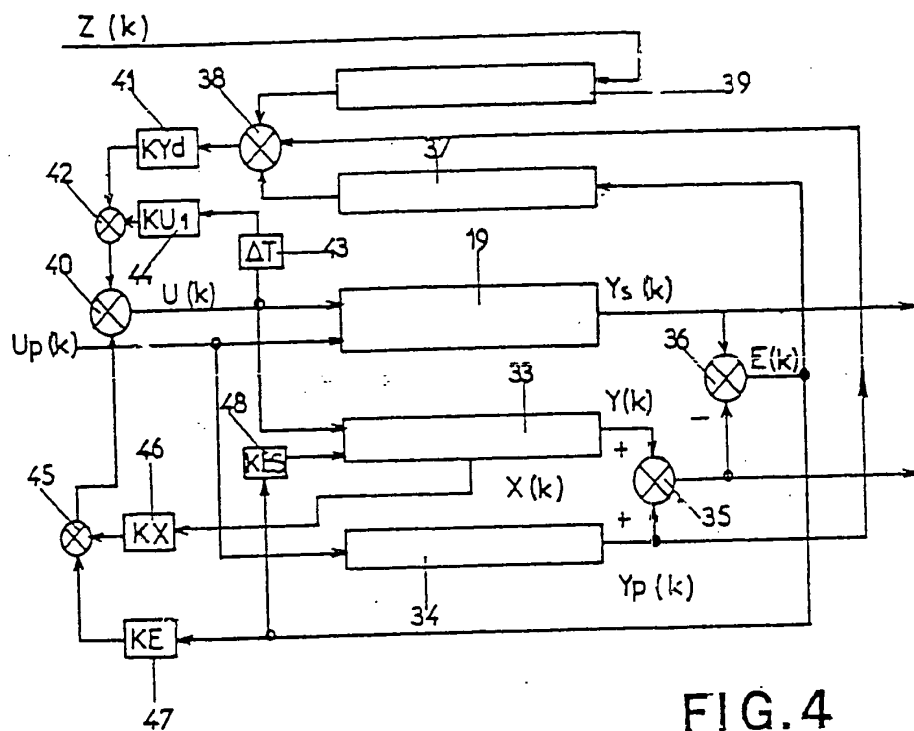 Z (k)
41
38
39
KYd
37
42
KU1
19
44
ΔT
43
40
U(k)
Ys(k)
Up(k)
36
E(k)
33
48
Y(k)
−
KES
+
46
45
X(k)
KX
35
+
34
Yp(k)
KE
47
FIG.4